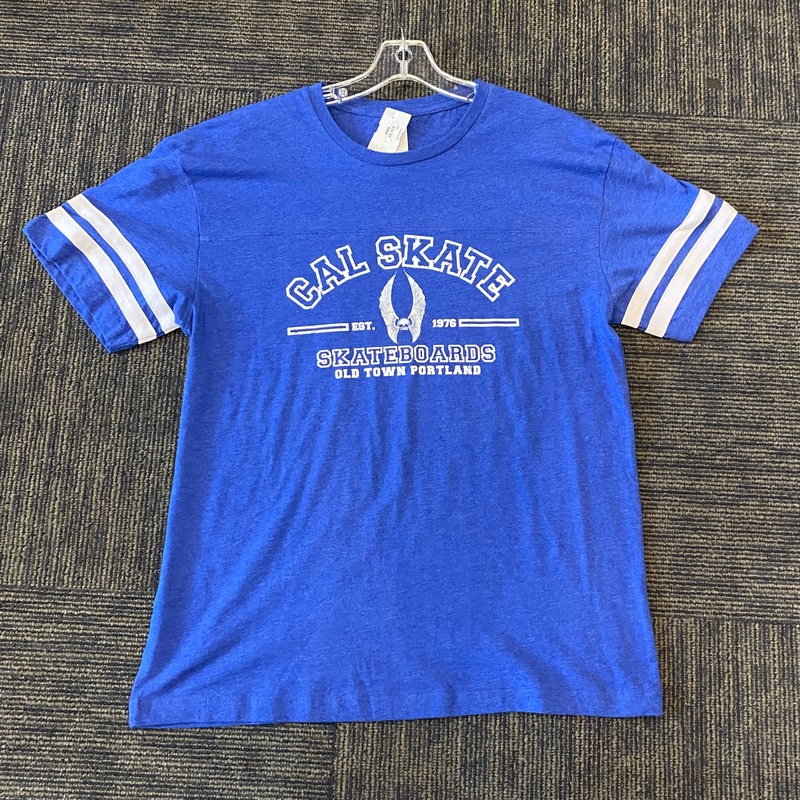 CAL SKATE
EST. 1976
SKATEBOARDS
OLD TOWN PORTLAND